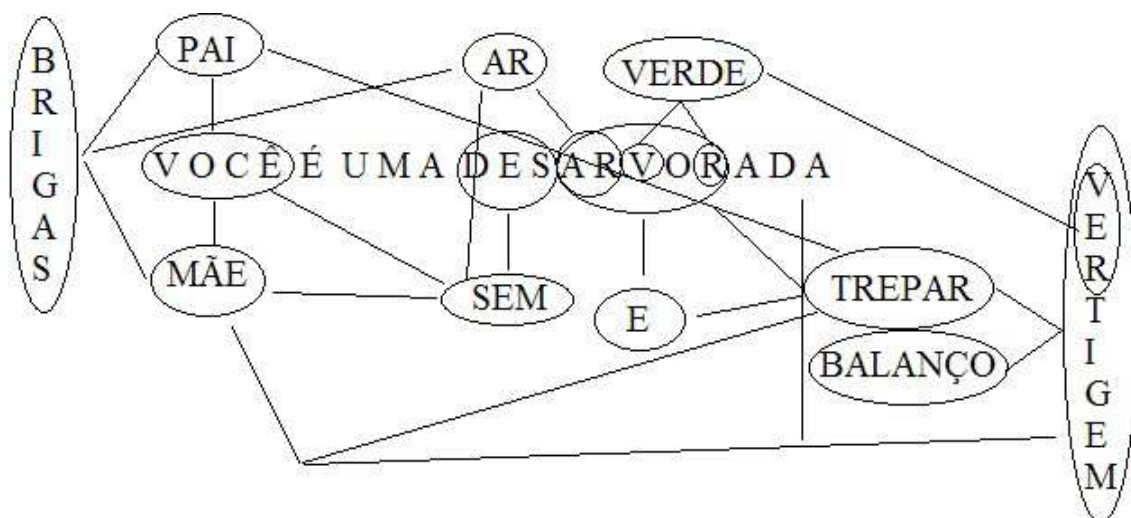 BRIGAS
PAI
AR
VERDE
VOCÊ É UMA DESARVORADA
MÃE
SEM
E
TREPAR
BALANÇO
VERTIGEM